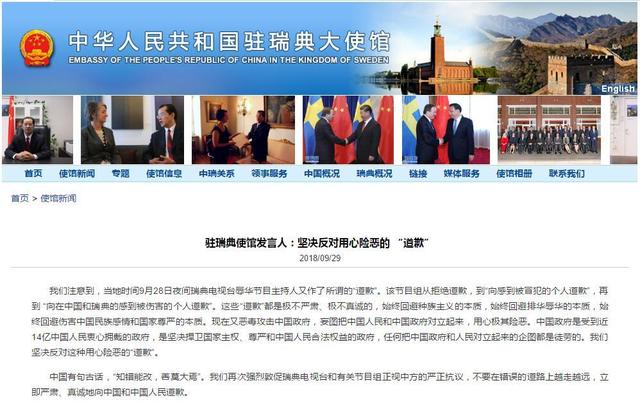 中华人民共和国驻瑞典大使馆
EMBASSY OF THE PEOPLE'S REPUBLIC OF CHINA IN THE KINGDOM OF SWEDEN
English
首页 使馆新闻 专题 使馆信息 中瑞关系 领事服务 中国概况 瑞典概况 链接 媒体服务 使馆相册 联系我们
首页 > 使馆新闻
驻瑞典使馆发言人：坚决反对用心险恶的 “道歉”
2018/09/29
我们注意到，当地时间9月28日夜间瑞典电视台辱华节目主持人又作了所谓的“道歉”。该节目组从拒绝道歉，到“向感到被冒犯的个人道歉”，再
到 “向在中国和瑞典的感到被伤害的个人道歉”。这些“道歉”都是极不严肃、极不真诚的，始终回避种族主义的本质，始终回避排华辱华的本质，始
终回避伤害中国民族感情和国家尊严的本质。现在又恶毒攻击中国政府，妄图把中国人民和中国政府对立起来，用心极其险恶。中国政府是受到近
14亿中国人民衷心拥戴的政府，是坚决捍卫国家主权、尊严和中国人民合法权益的政府，任何把中国政府和人民对立起来的企图都是徒劳的。我们
坚决反对这种用心险恶的“道歉”。
中国有句古话，“知错能改，善莫大焉”。我们再次强烈敦促瑞典电视台和有关节目组正视中方的严正抗议，不要在错误的道路上越走越远，立
即严肃、真诚地向中国和中国人民道歉。